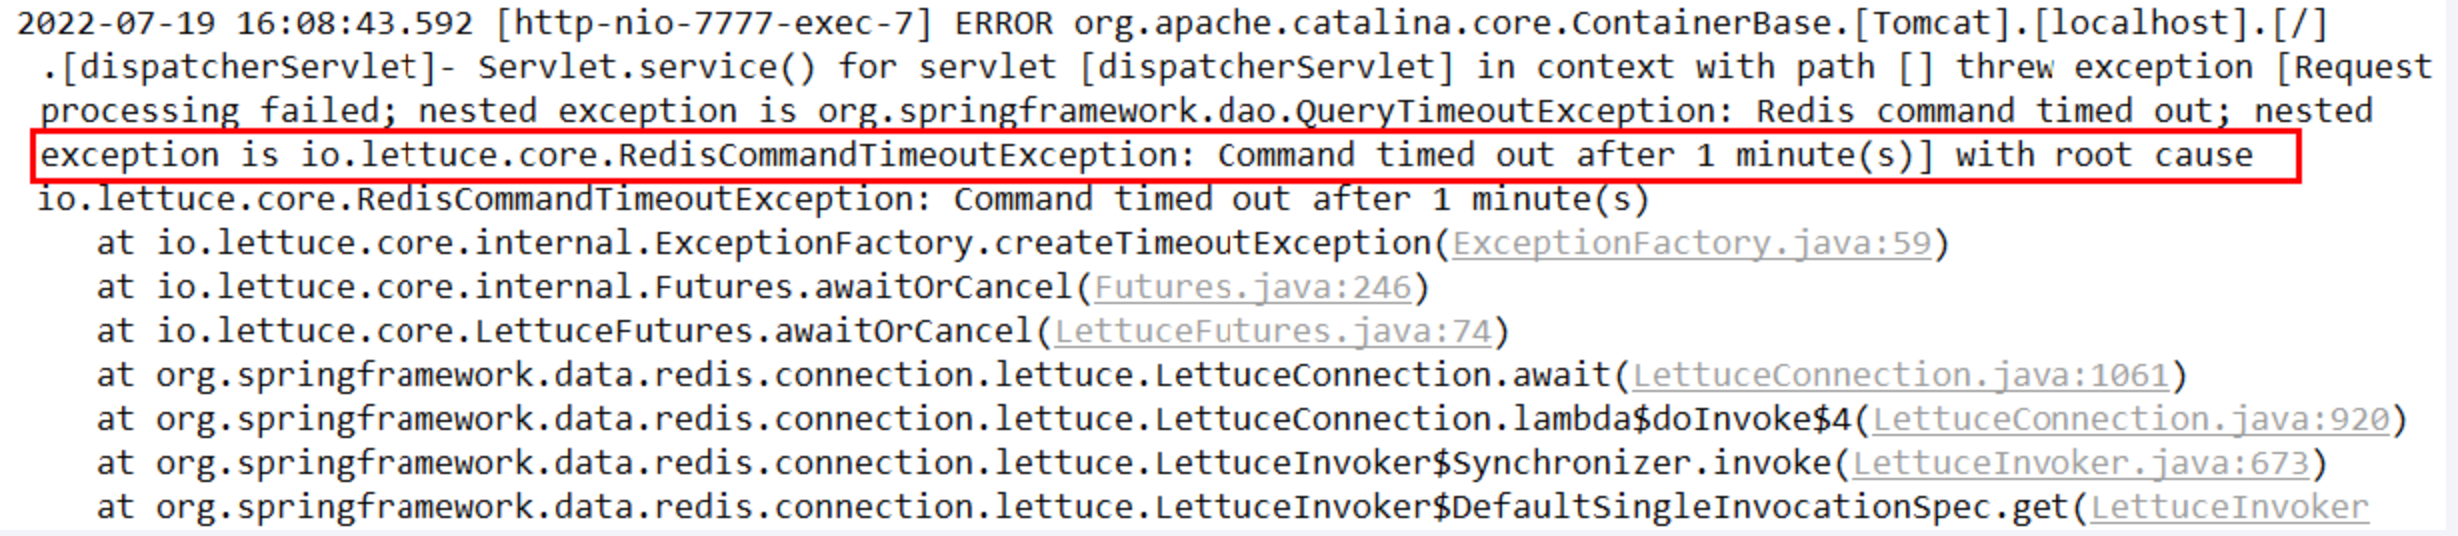 2022-07-19 16:08:43.592 [http-nio-7777-exec-7] ERROR org.apache.catalina.core.ContainerBase.[Tomcat].[localhost].[/]
.[dispatcherServlet]- Servlet.service() for servlet [dispatcherServlet] in context with path [] threw exception [Request
processing failed; nested exception is org.springframework.dao.QueryTimeoutException: Redis command timed out; nested
exception is io.lettuce.core.RedisCommandTimeoutException: Command timed out after 1 minute(s)] with root cause
io.lettuce.core.RedisCommandTimeoutException: Command timed out after 1 minute(s)
at io.lettuce.core.internal.ExceptionFactory.createTimeoutException(ExceptionFactory.java:59)
at io.lettuce.core.internal.Futures.awaitOrCancel(Futures.java:246)
at io.lettuce.core.LettuceFutures.awaitOrCancel(LettuceFutures.java:74)
at org.springframework.data.redis.connection.lettuce.LettuceConnection.await(LettuceConnection.java:1061)
at org.springframework.data.redis.connection.lettuce.LettuceConnection.lambda$doInvoke$4(LettuceConnection.java:920)
at org.springframework.data.redis.connection.lettuce.LettuceInvoker$Synchronizer.invoke(LettuceInvoker.java:673)
at org.springframework.data.redis.connection.lettuce.LettuceInvoker$DefaultSingleInvocationSpec.get(LettuceInvoker